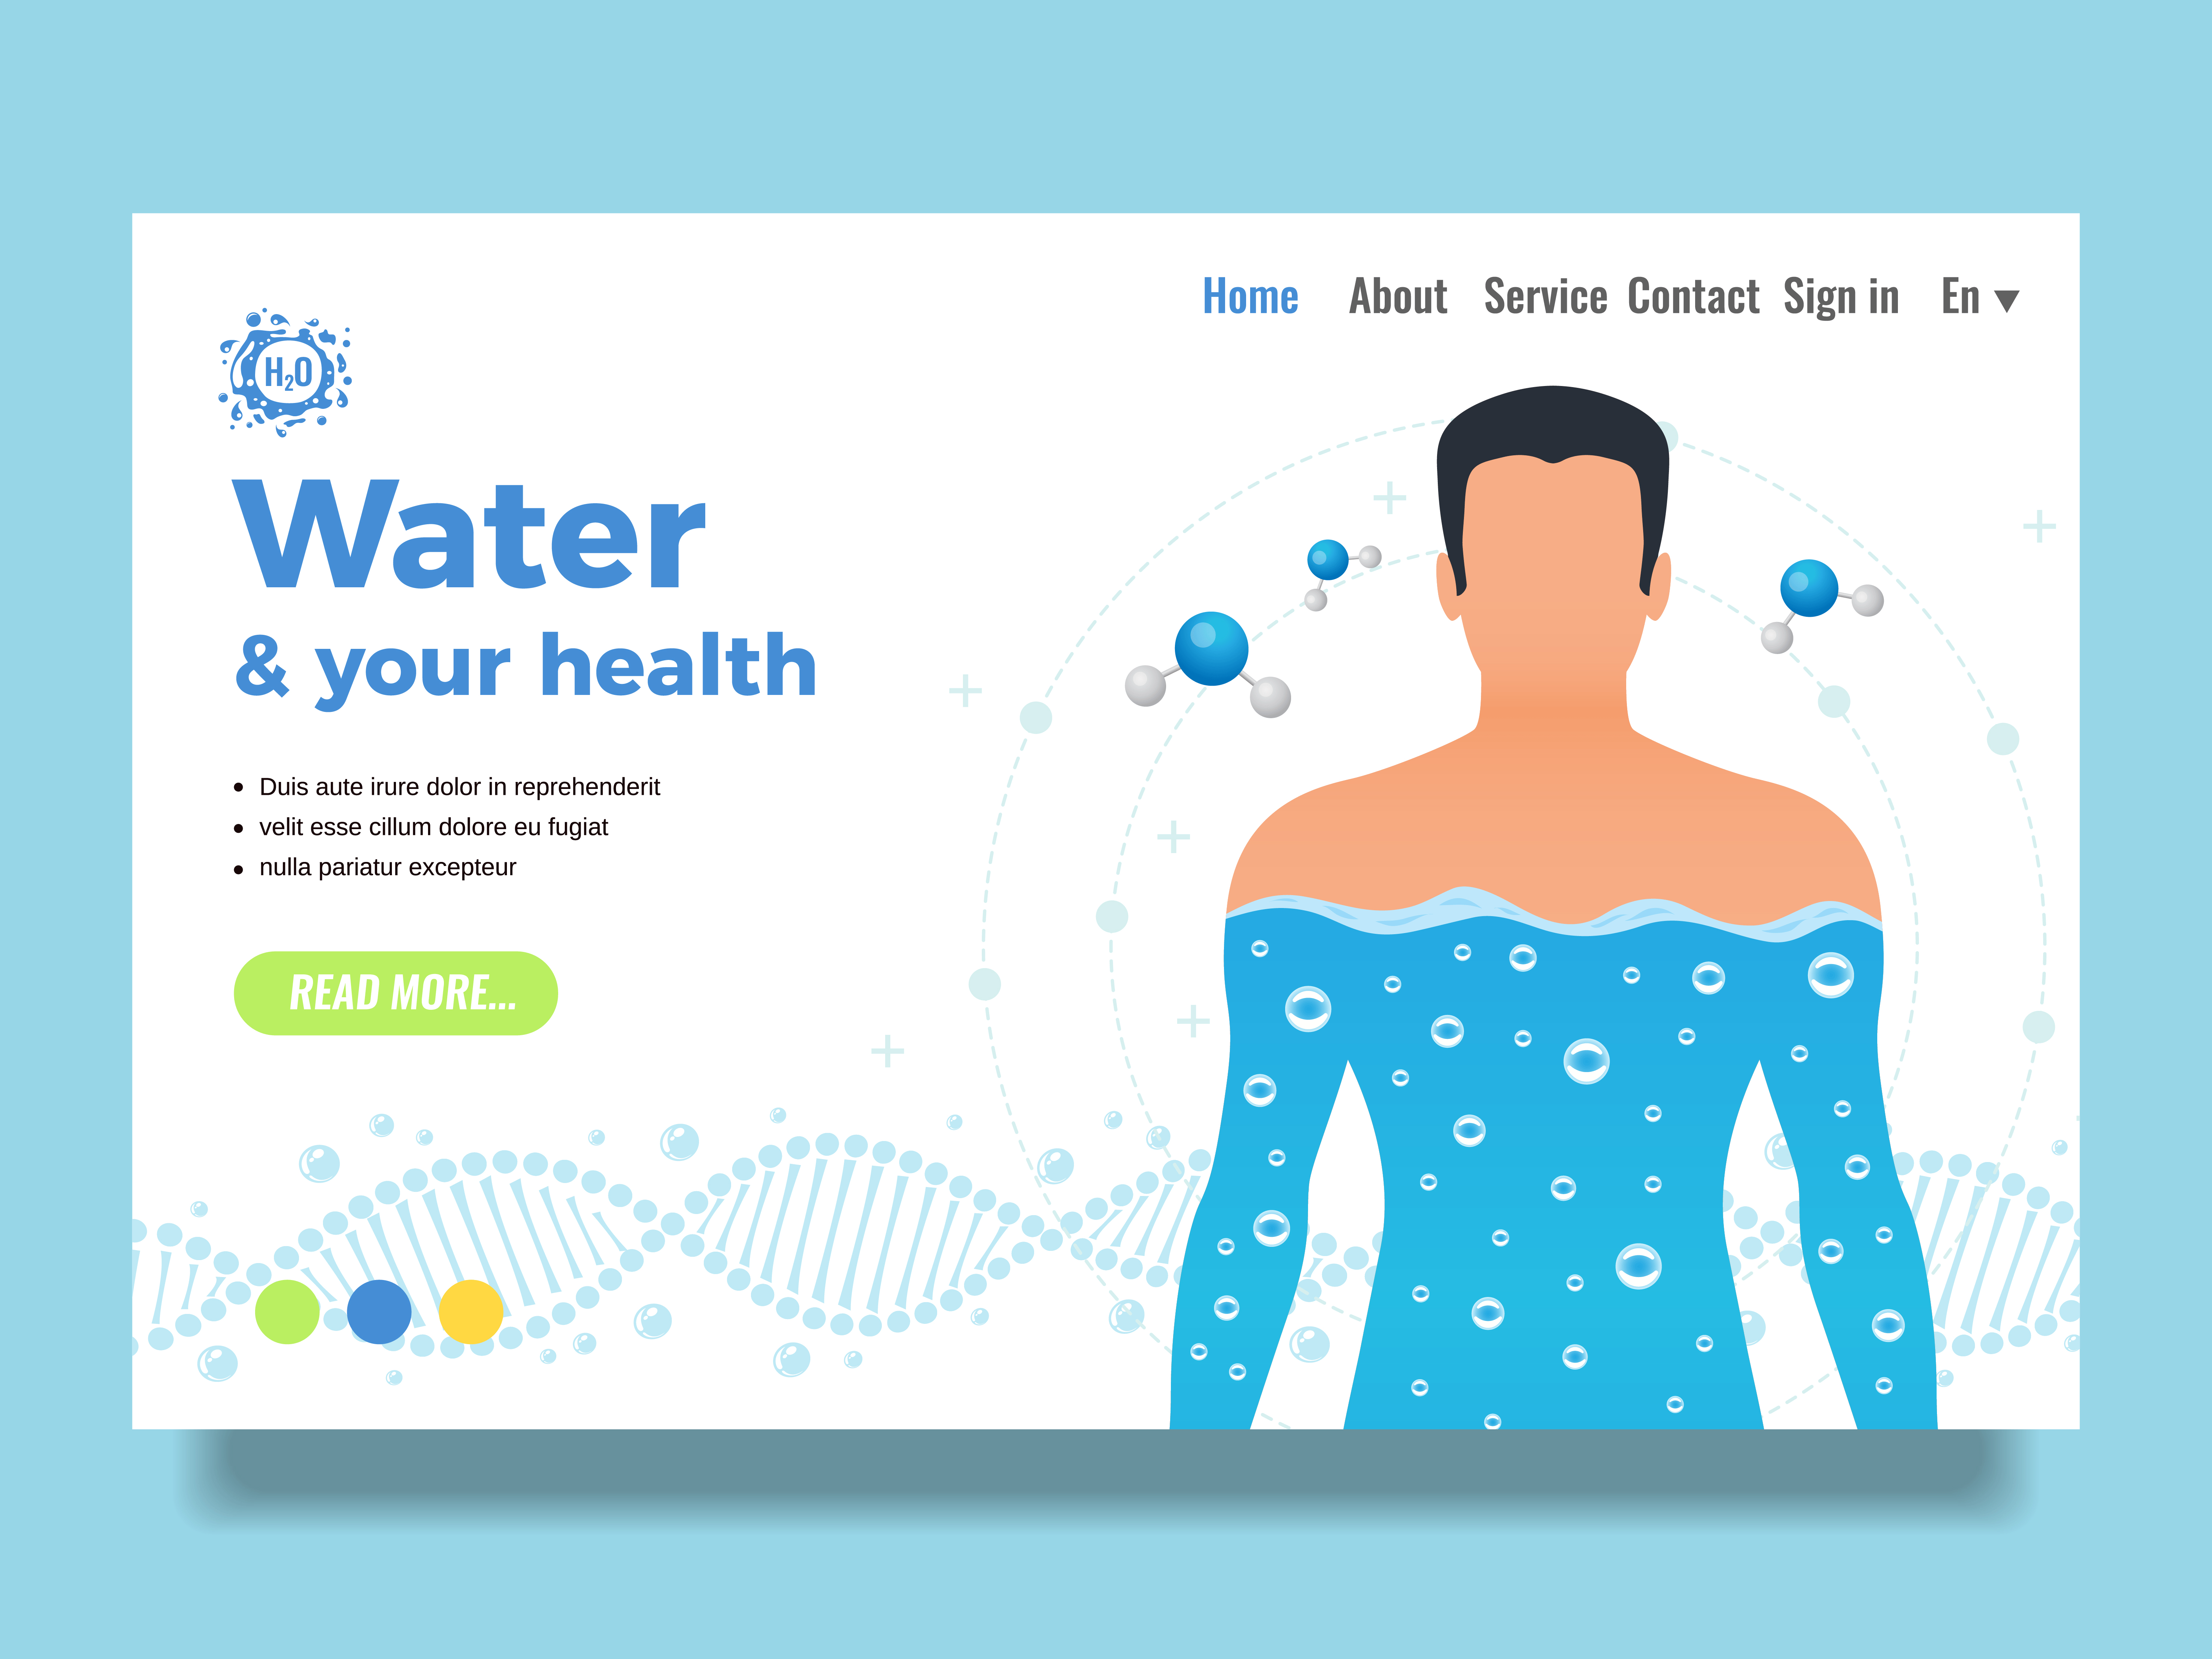 Home About Service Contact Sign in En
H₂O
Water
& your health
Duis aute irure dolor in reprehenderit
velit esse cillum dolore eu fugiat
nulla pariatur excepteur
READ MORE...